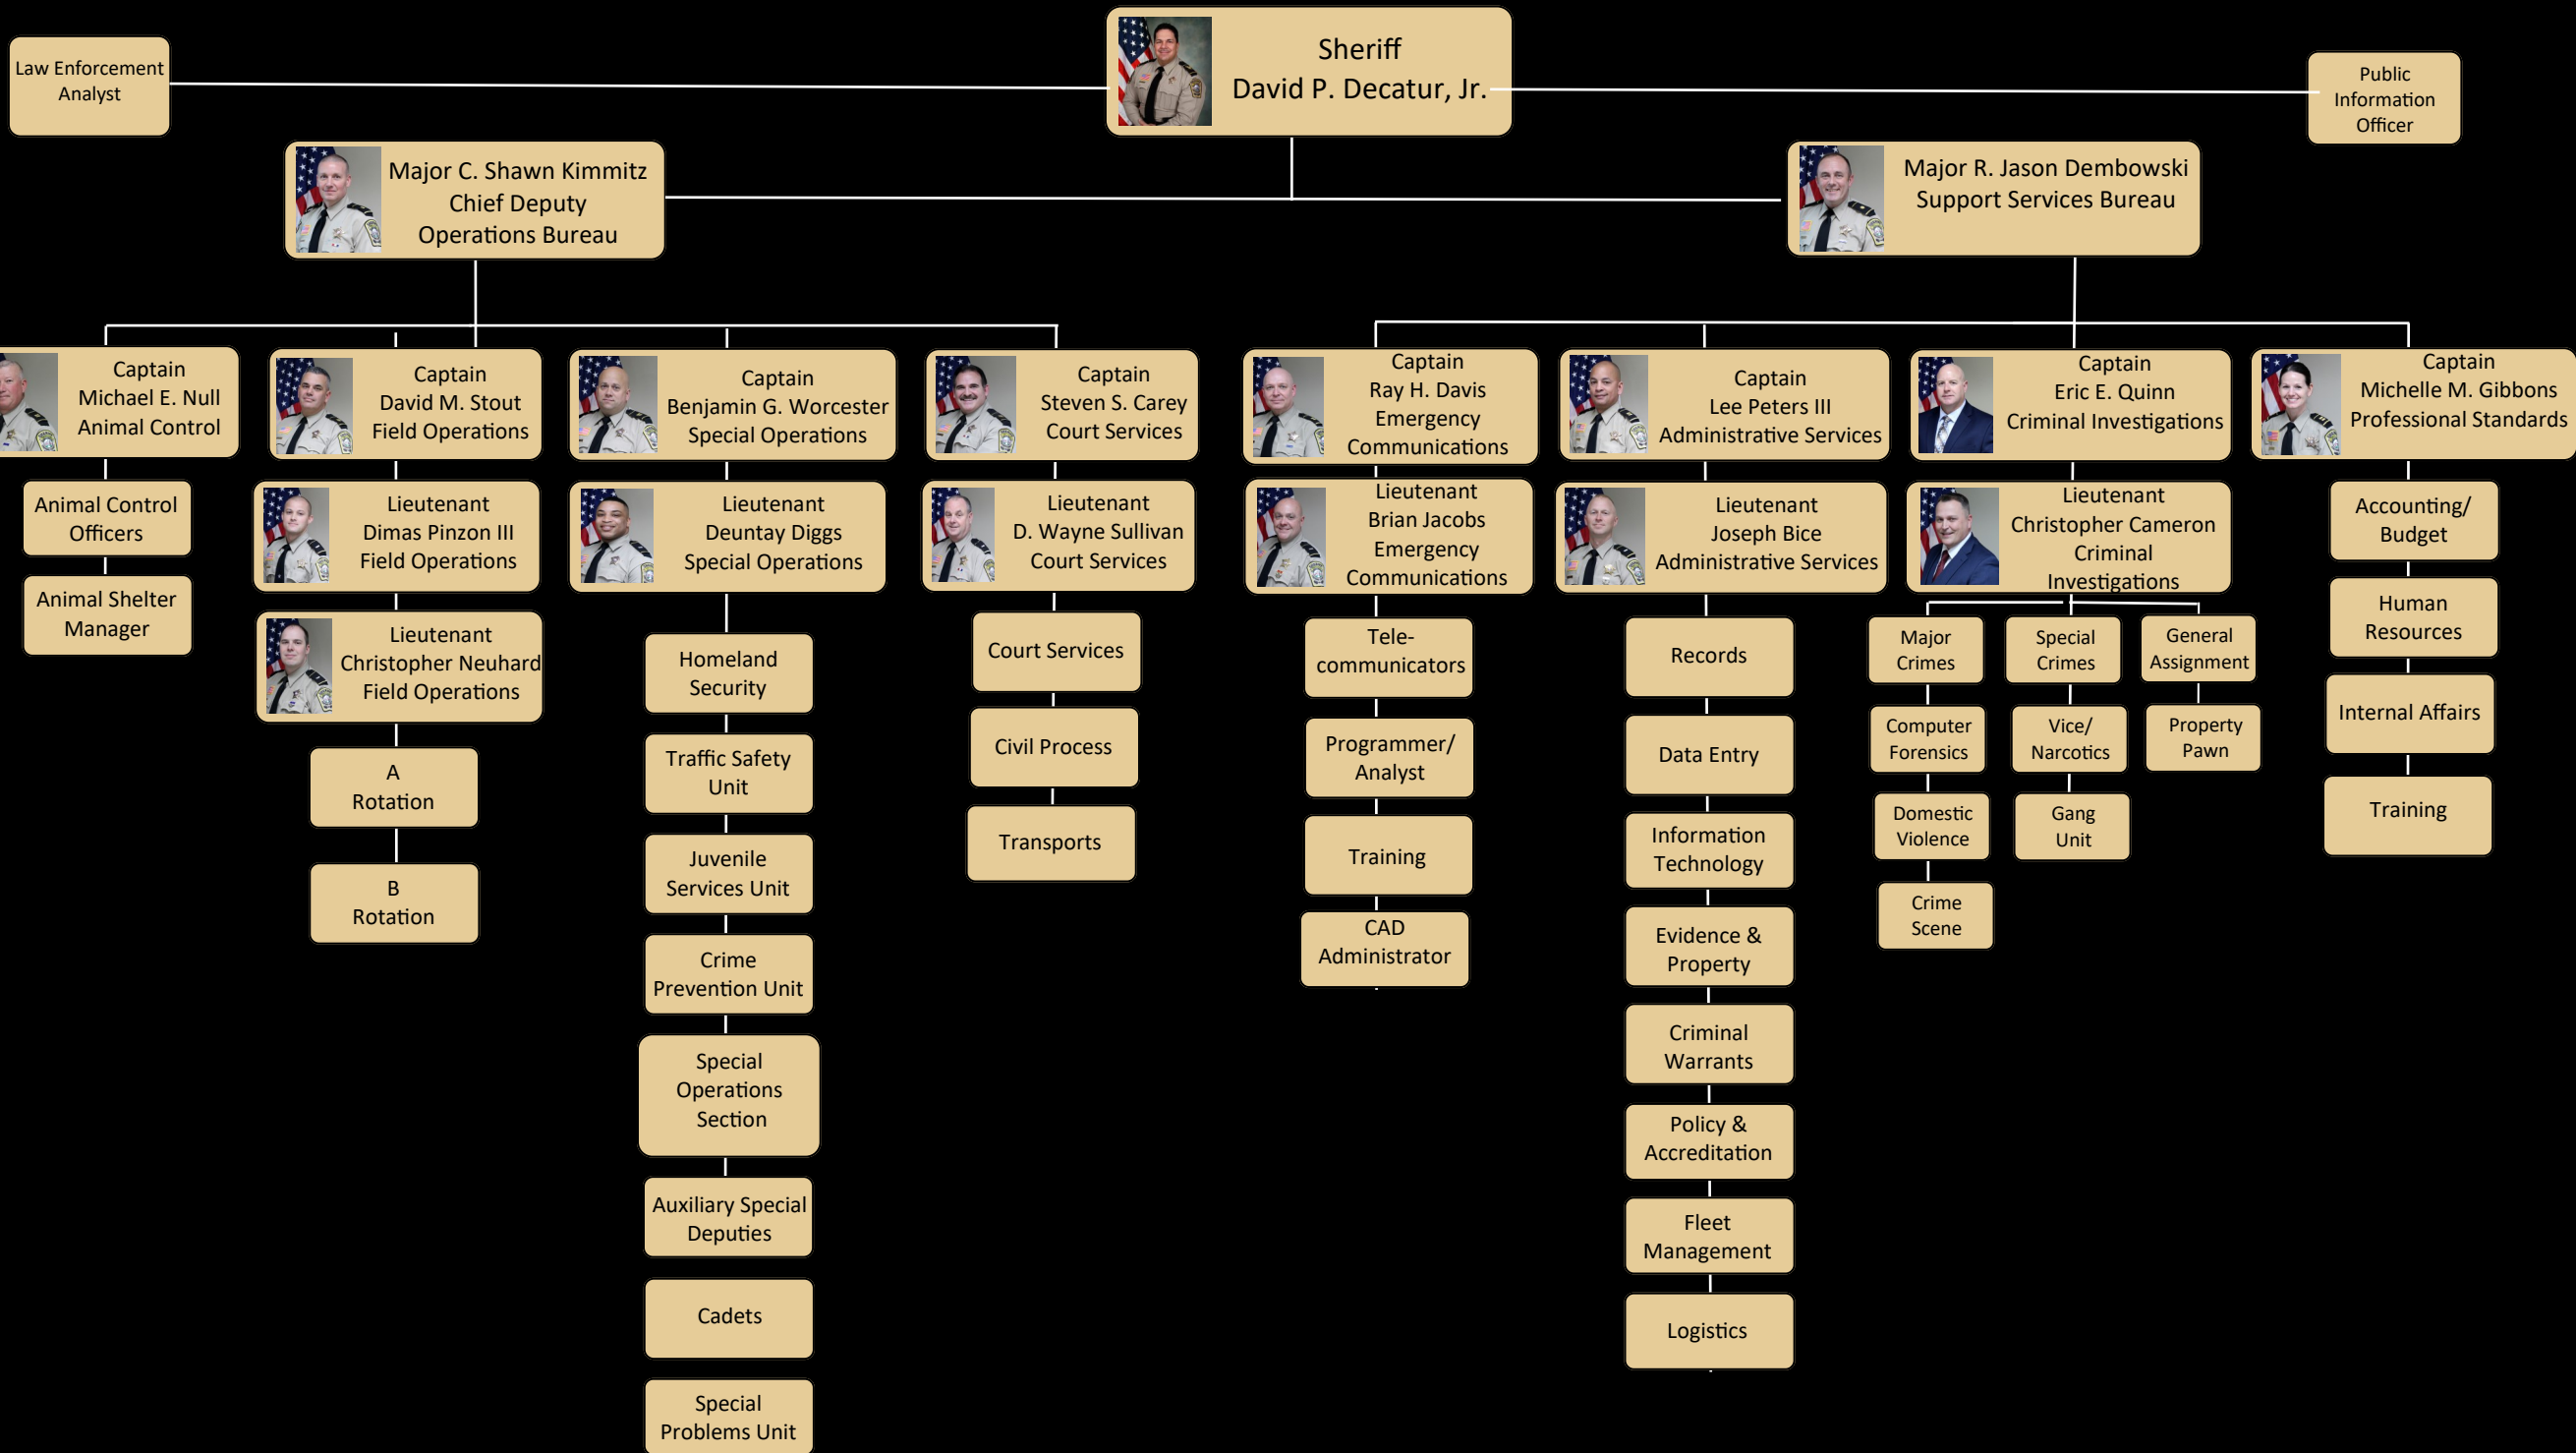 Sheriff
David P. Decatur, Jr.
Law Enforcement
Analyst
Public
Information
Officer
Major C. Shawn Kimmitz
Chief Deputy
Operations Bureau
Major R. Jason Dembowski
Support Services Bureau
Captain
Michael E. Null
Animal Control
Captain
David M. Stout
Field Operations
Captain
Benjamin G. Worcester
Special Operations
Captain
Steven S. Carey
Court Services
Captain
Ray H. Davis
Emergency
Communications
Captain
Lee Peters III
Administrative Services
Captain
Eric E. Quinn
Criminal Investigations
Captain
Michelle M. Gibbons
Professional Standards
Animal Control
Officers
Animal Shelter
Manager
Lieutenant
Dimas Pinzon III
Field Operations
Lieutenant
Christopher Neuhard
Field Operations
A
Rotation
B
Rotation
Lieutenant
Deuntay Diggs
Special Operations
Homeland
Security
Traffic Safety
Unit
Juvenile
Services Unit
Crime
Prevention Unit
Special
Operations
Section
Auxiliary Special
Deputies
Cadets
Special
Problems Unit
Lieutenant
D. Wayne Sullivan
Court Services
Court Services
Civil Process
Transports
Lieutenant
Brian Jacobs
Emergency
Communications
Tele-
communicators
Programmer/
Analyst
Training
CAD
Administrator
Lieutenant
Joseph Bice
Administrative Services
Records
Data Entry
Information
Technology
Evidence &
Property
Criminal
Warrants
Policy &
Accreditation
Fleet
Management
Logistics
Lieutenant
Christopher Cameron
Criminal
Investigations
Major
Crimes
Computer
Forensics
Domestic
Violence
Crime
Scene
Special
Crimes
Vice/
Narcotics
Gang
Unit
General
Assignment
Property
Pawn
Accounting/
Budget
Human
Resources
Internal Affairs
Training